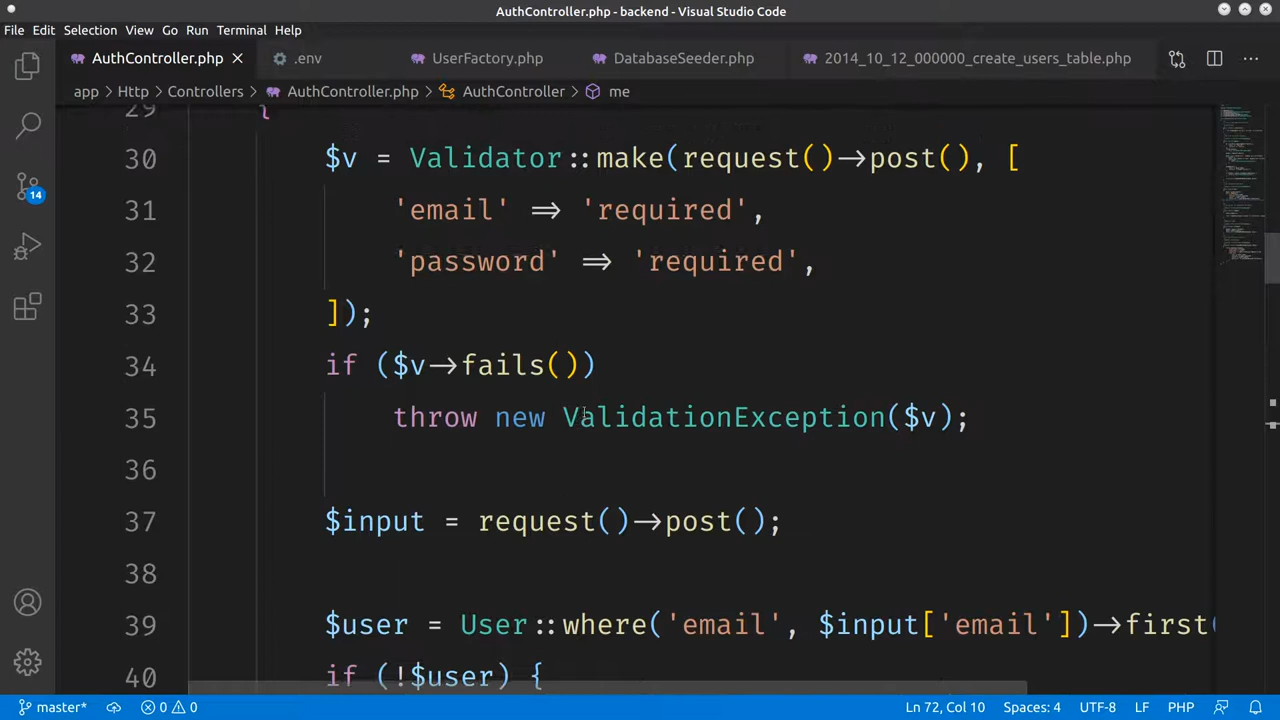 AuthController.php - backend - Visual Studio Code
File Edit Selection View Go Run Terminal Help
AuthController.php .env UserFactory.php DatabaseSeeder.php 2014_10_12_000000_create_users_table.php
app > Http > Controllers > AuthController.php > AuthController > me
29 {
30 $v = Validator::make(request()->post(), [
31 'email' => 'required',
32 'password' => 'required',
33 ]);
34 if ($v->fails())
35 throw new ValidationException($v);
36
37 $input = request()->post();
38
39 $user = User::where('email', $input['email'])->first(
40 if (!$user) {
14
master* 0 0 Ln 72, Col 10 Spaces: 4 UTF-8 LF PHP